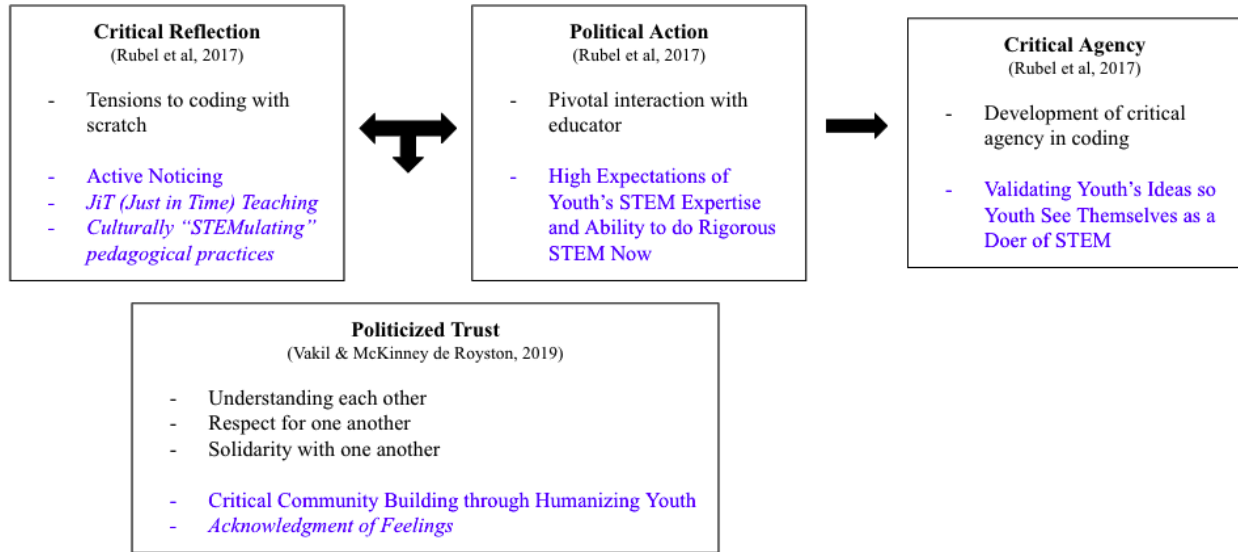 Critical Reflection
(Rubel et al, 2017)
- Tensions to coding with
scratch
- Active Noticing
- JiT (Just in Time) Teaching
- Culturally “STEMulating”
pedagogical practices
Political Action
(Rubel et al, 2017)
- Pivotal interaction with
educator
- High Expectations of
Youth’s STEM Expertise
and Ability to do Rigorous
STEM Now
Critical Agency
(Rubel et al, 2017)
- Development of critical
agency in coding
- Validating Youth’s Ideas so
Youth See Themselves as a
Doer of STEM
Politicized Trust
(Vakil & McKinney de Royston, 2019)
- Understanding each other
- Respect for one another
- Solidarity with one another
- Critical Community Building through Humanizing Youth
- Acknowledgment of Feelings